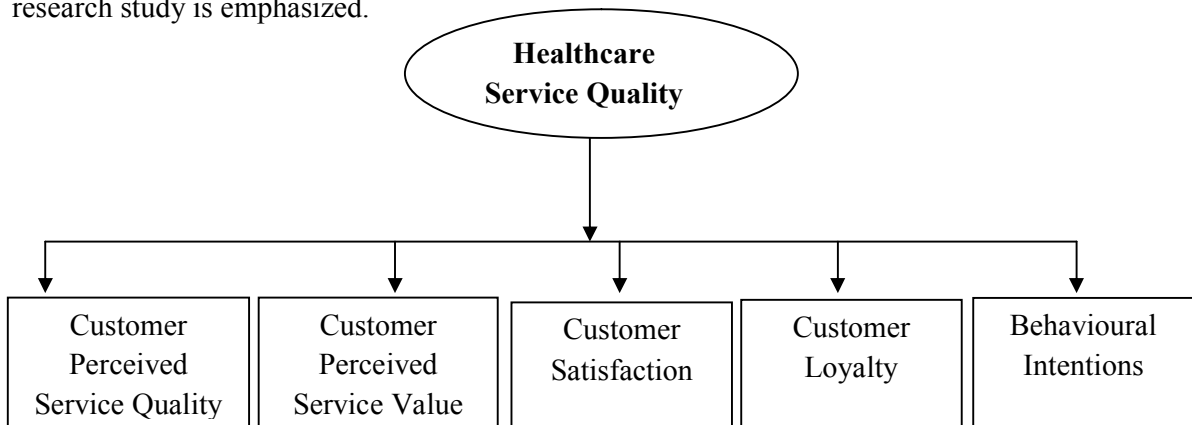 research study is emphasized.
Healthcare
Service Quality
Customer
Perceived
Service Quality
Customer
Perceived
Service Value
Customer
Satisfaction
Customer
Loyalty
Behavioural
Intentions